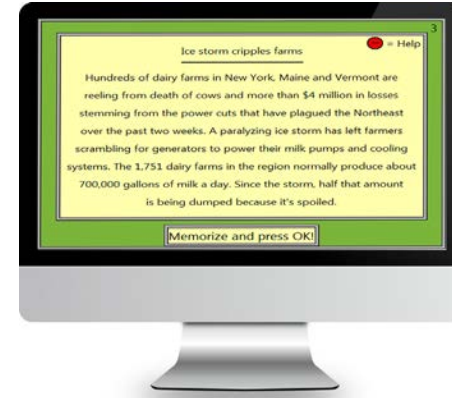 3
= Help
Ice storm cripples farms
Hundreds of dairy farms in New York, Maine and Vermont are
reeling from death of cows and more than $4 million in losses
stemming from the power cuts that have plagued the Northeast
over the past two weeks. A paralyzing ice storm has left farmers
scrambling for generators to power their milk pumps and cooling
systems. The 1,751 dairy farms in the region normally produce about
700,000 gallons of milk a day. Since the storm, half that amount
is being dumped because it's spoiled.
Memorize and press OK!